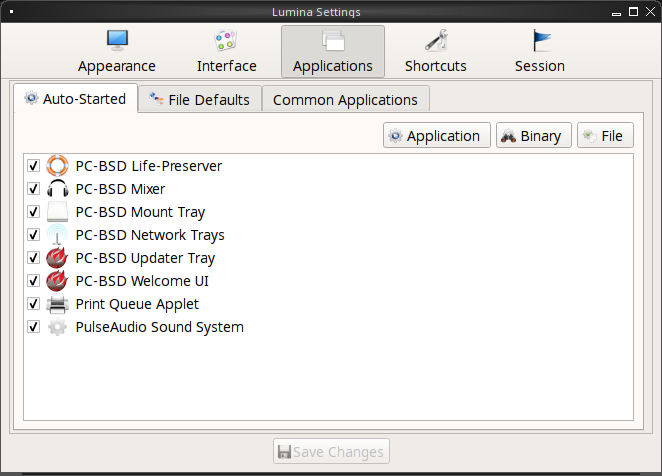 Lumina Settings
Appearance Interface Applications Shortcuts Session
Auto-Started File Defaults Common Applications
Application Binary File
PC-BSD Life-Preserver
PC-BSD Mixer
PC-BSD Mount Tray
PC-BSD Network Trays
PC-BSD Updater Tray
PC-BSD Welcome UI
Print Queue Applet
PulseAudio Sound System
Save Changes